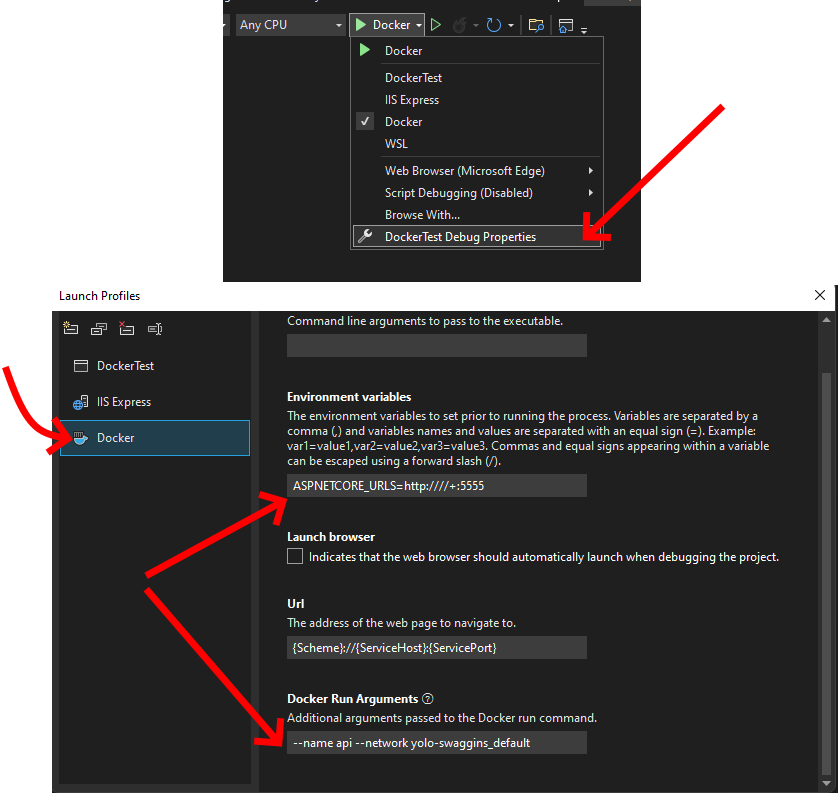 Any CPU
Docker
Docker
DockerTest
IIS Express
Docker
WSL
Web Browser (Microsoft Edge)
Script Debugging (Disabled)
Browse With...
DockerTest Debug Properties
Launch Profiles
DockerTest
IIS Express
Docker
Command line arguments to pass to the executable.
Environment variables
The environment variables to set prior to running the process. Variables are separated by a
comma (,) and variables names and values are separated with an equal sign (=). Example:
var1=value1,var2=value2,var3=value3. Commas and equal signs appearing within a variable
can be escaped using a forward slash (/).
ASPNETCORE_URLS=http:////+:5555
Launch browser
Indicates that the web browser should automatically launch when debugging the project.
Url
The address of the web page to navigate to.
{Scheme}://{ServiceHost}:{ServicePort}
Docker Run Arguments
Additional arguments passed to the Docker run command.
--name api --network yolo-swaggins_default